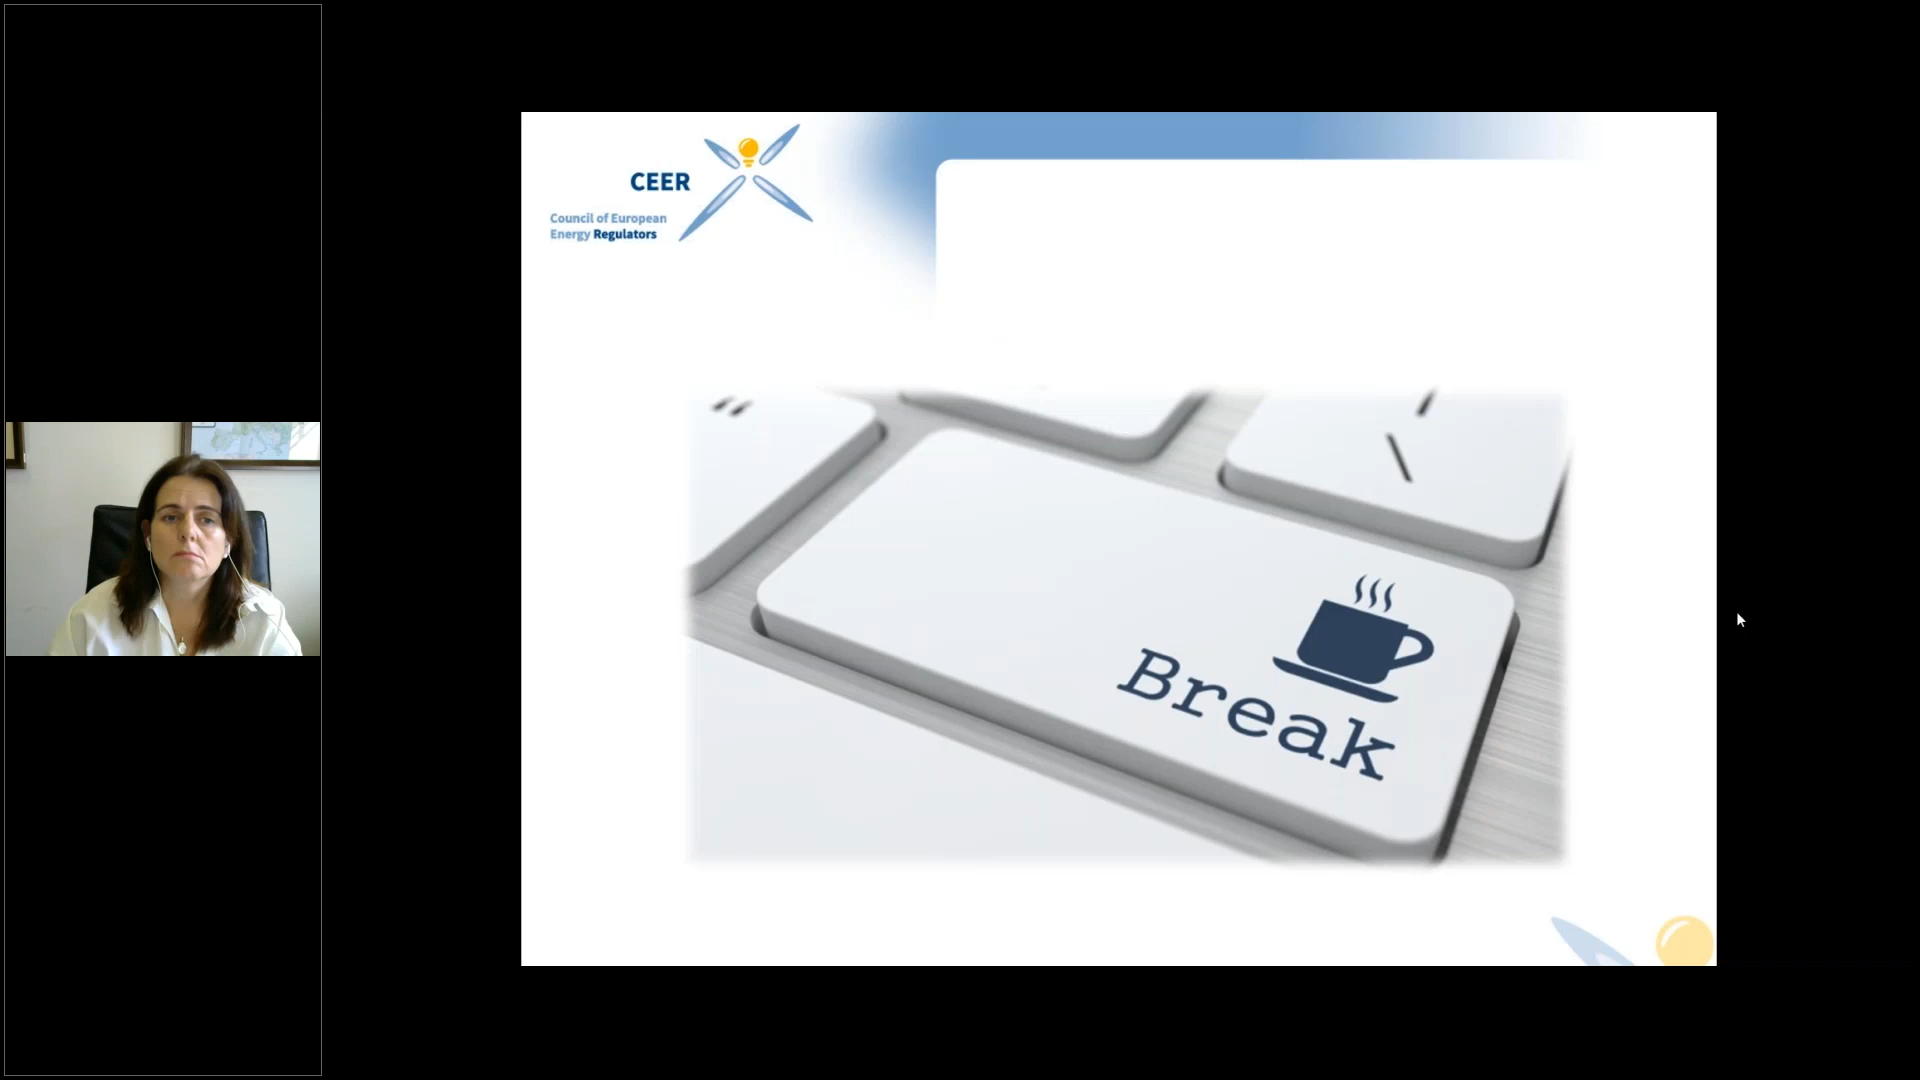 CEER
Council of European
Energy Regulators
"
Break